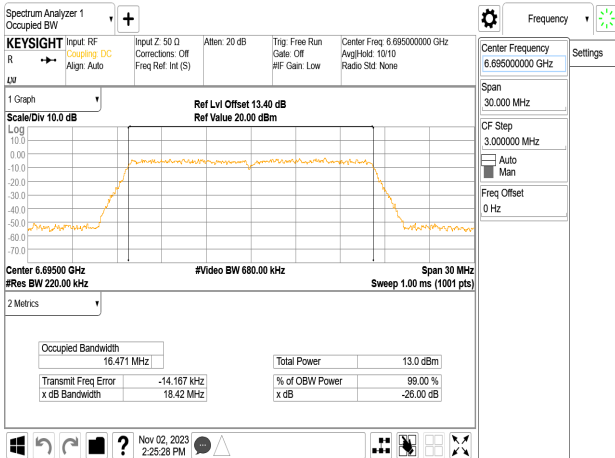 Spectrum Analyzer 1
Occupied BW
Frequency
KEYSIGHT Input: RF Input Z: 50 Ω Atten: 20 dB Trig: Free Run Center Freq: 6.695000000 GHz
R Coupling: DC Corrections: Off Gate: Off Avg|Hold: 10/10
Align: Auto Freq Ref: Int (S) #IF Gain: Low Radio Std: None
LXI
Center Frequency
6.695000000 GHz
Settings
Span
30.000 MHz
CF Step
3.000000 MHz
Auto
Man
Freq Offset
0 Hz
1 Graph
Ref Lvl Offset 13.40 dB
Scale/Div 10.0 dB Ref Value 20.00 dBm
Log
10.0
0.00
-10.0
-20.0
-30.0
-40.0
-50.0
-60.0
-70.0
Center 6.69500 GHz #Video BW 680.00 kHz Span 30 MHz
#Res BW 220.00 kHz Sweep 1.00 ms (1001 pts)
2 Metrics
Occupied Bandwidth
16.471 MHz Total Power 13.0 dBm
Transmit Freq Error -14.167 kHz % of OBW Power 99.00 %
x dB Bandwidth 18.42 MHz x dB -26.00 dB
? Nov 02, 2023
2:25:28 PM